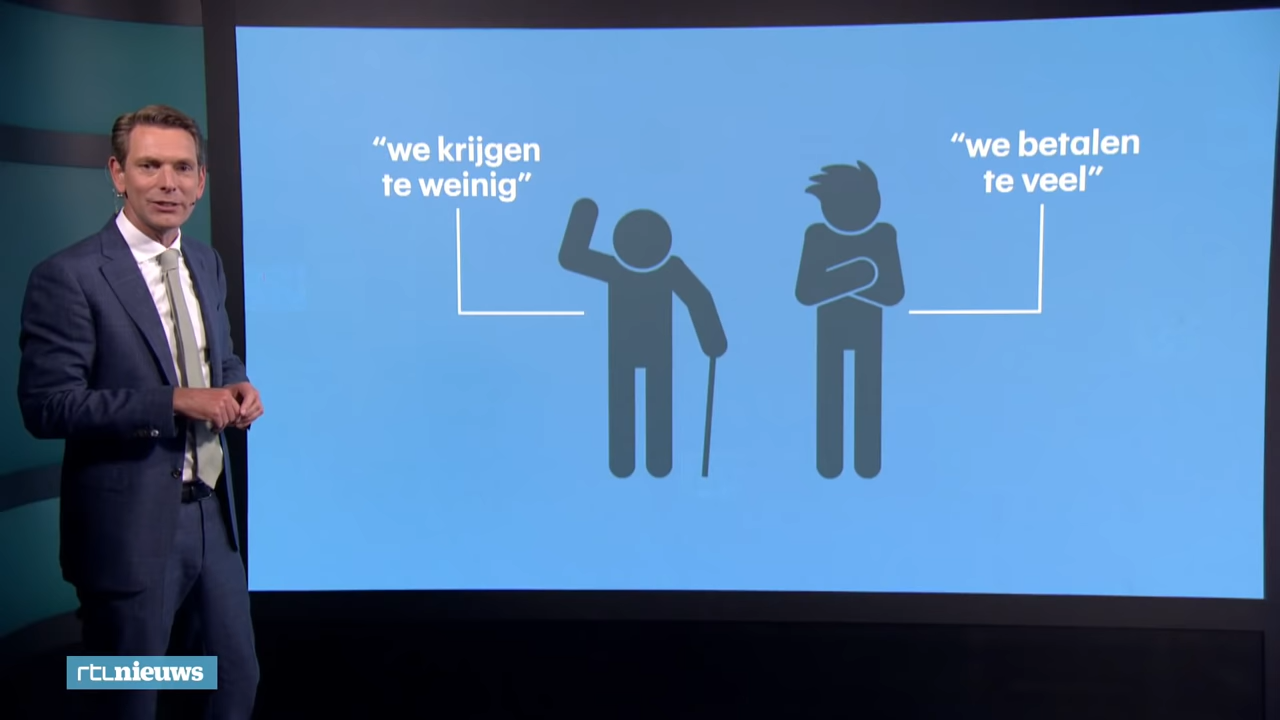 “we krijgen
te weinig”
“we betalen
te veel”
rtlnieuws